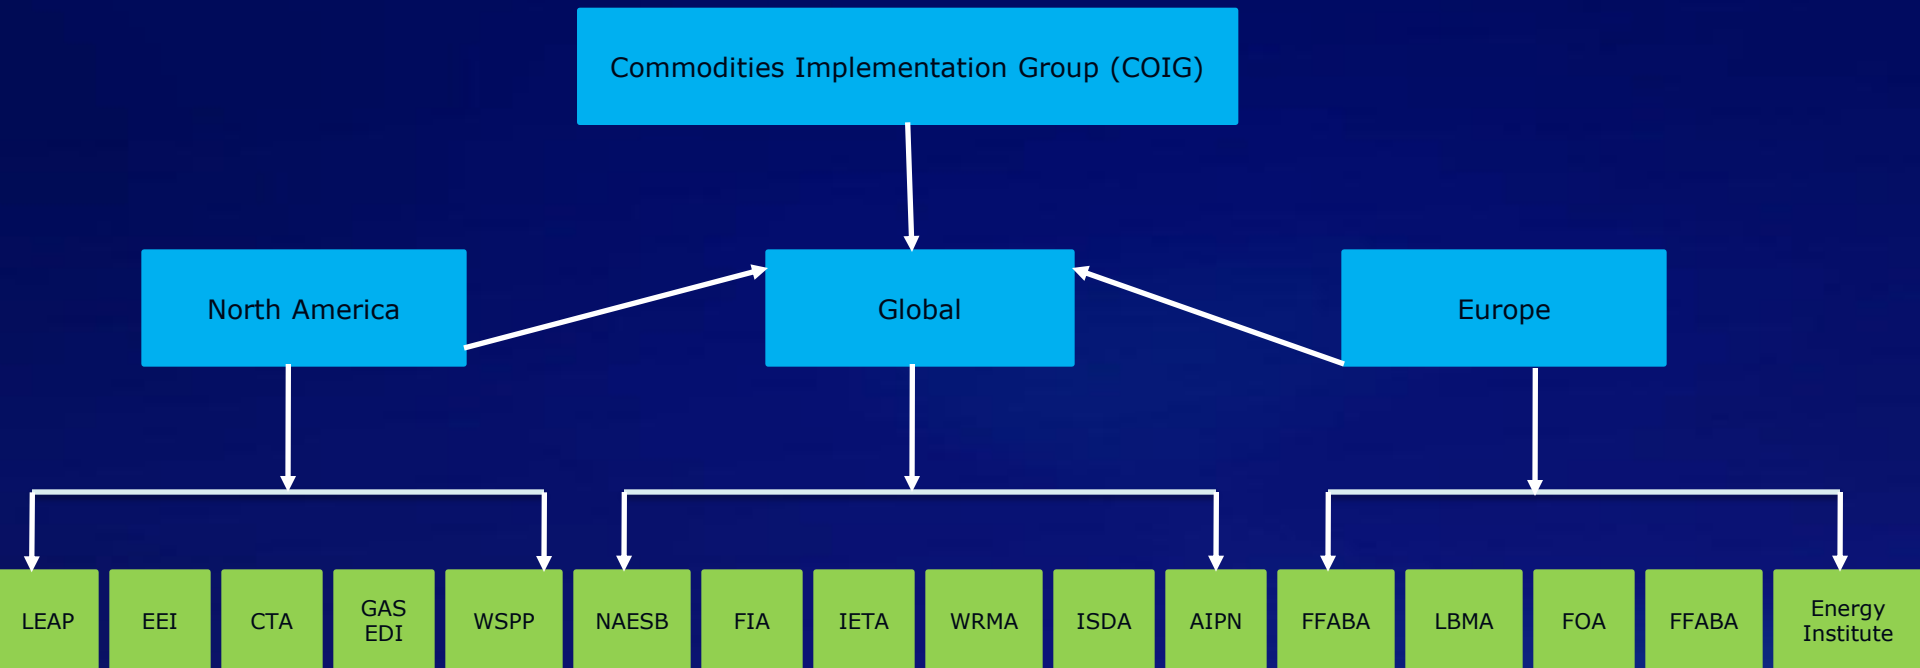 Commodities Implementation Group (COIG)
North America
Global
Europe
LEAP
EEI
CTA
GAS
EDI
WSPP
NAESB
FIA
IETA
WRMA
ISDA
AIPN
FFABA
LBMA
FOA
FFABA
Energy
Institute